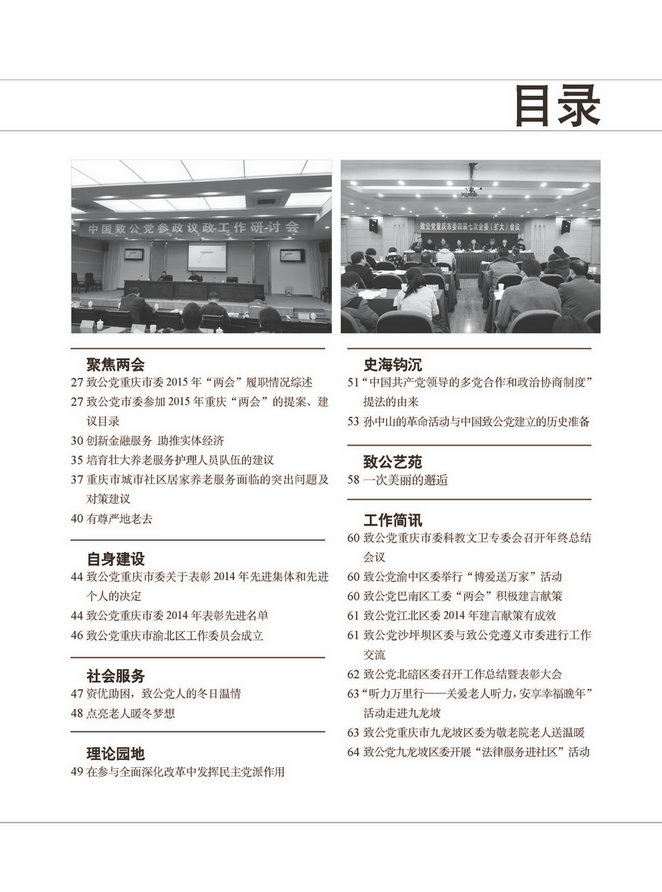 目录
中国致公党参政议政工作研讨会
致公党重庆市委四届七次全委（扩大）会议
聚焦两会
27 致公党重庆市委 2015 年“两会”履职情况综述
27 致公党市委参加 2015 年重庆“两会”的提案、建
议目录
30 创新金融服务 助推实体经济
35 培育壮大养老服务护理人员队伍的建议
37 重庆市城市社区居家养老服务面临的突出问题及
对策建议
40 有尊严地老去
自身建设
44 致公党重庆市委关于表彰 2014 年先进集体和先进
个人的决定
44 致公党重庆市委 2014 年表彰先进名单
46 致公党重庆市渝北区工作委员会成立
社会服务
47 资优助困，致公党人的冬日温情
48 点亮老人暖冬梦想
理论园地
49 在参与全面深化改革中发挥民主党派作用
史海钩沉
51 “中国共产党领导的多党合作和政治协商制度”
提法的由来
53 孙中山的革命活动与中国致公党建立的历史准备
致公艺苑
58 一次美丽的邂逅
工作简讯
60 致公党重庆市委科教文卫专委会召开年终总结
会议
60 致公党渝中区委举行“博爱送万家”活动
60 致公党巴南区工委“两会”积极建言献策
61 致公党江北区委 2014 年建言献策有成效
61 致公党沙坪坝区委与致公党遵义市委进行工作
交流
62 致公党北碚区委召开工作总结暨表彰大会
63 “听力万里行——关爱老人听力，安享幸福晚年”
活动走进九龙坡
63 致公党重庆市九龙坡区委为敬老院老人送温暖
64 致公党九龙坡区委开展“法律服务进社区”活动